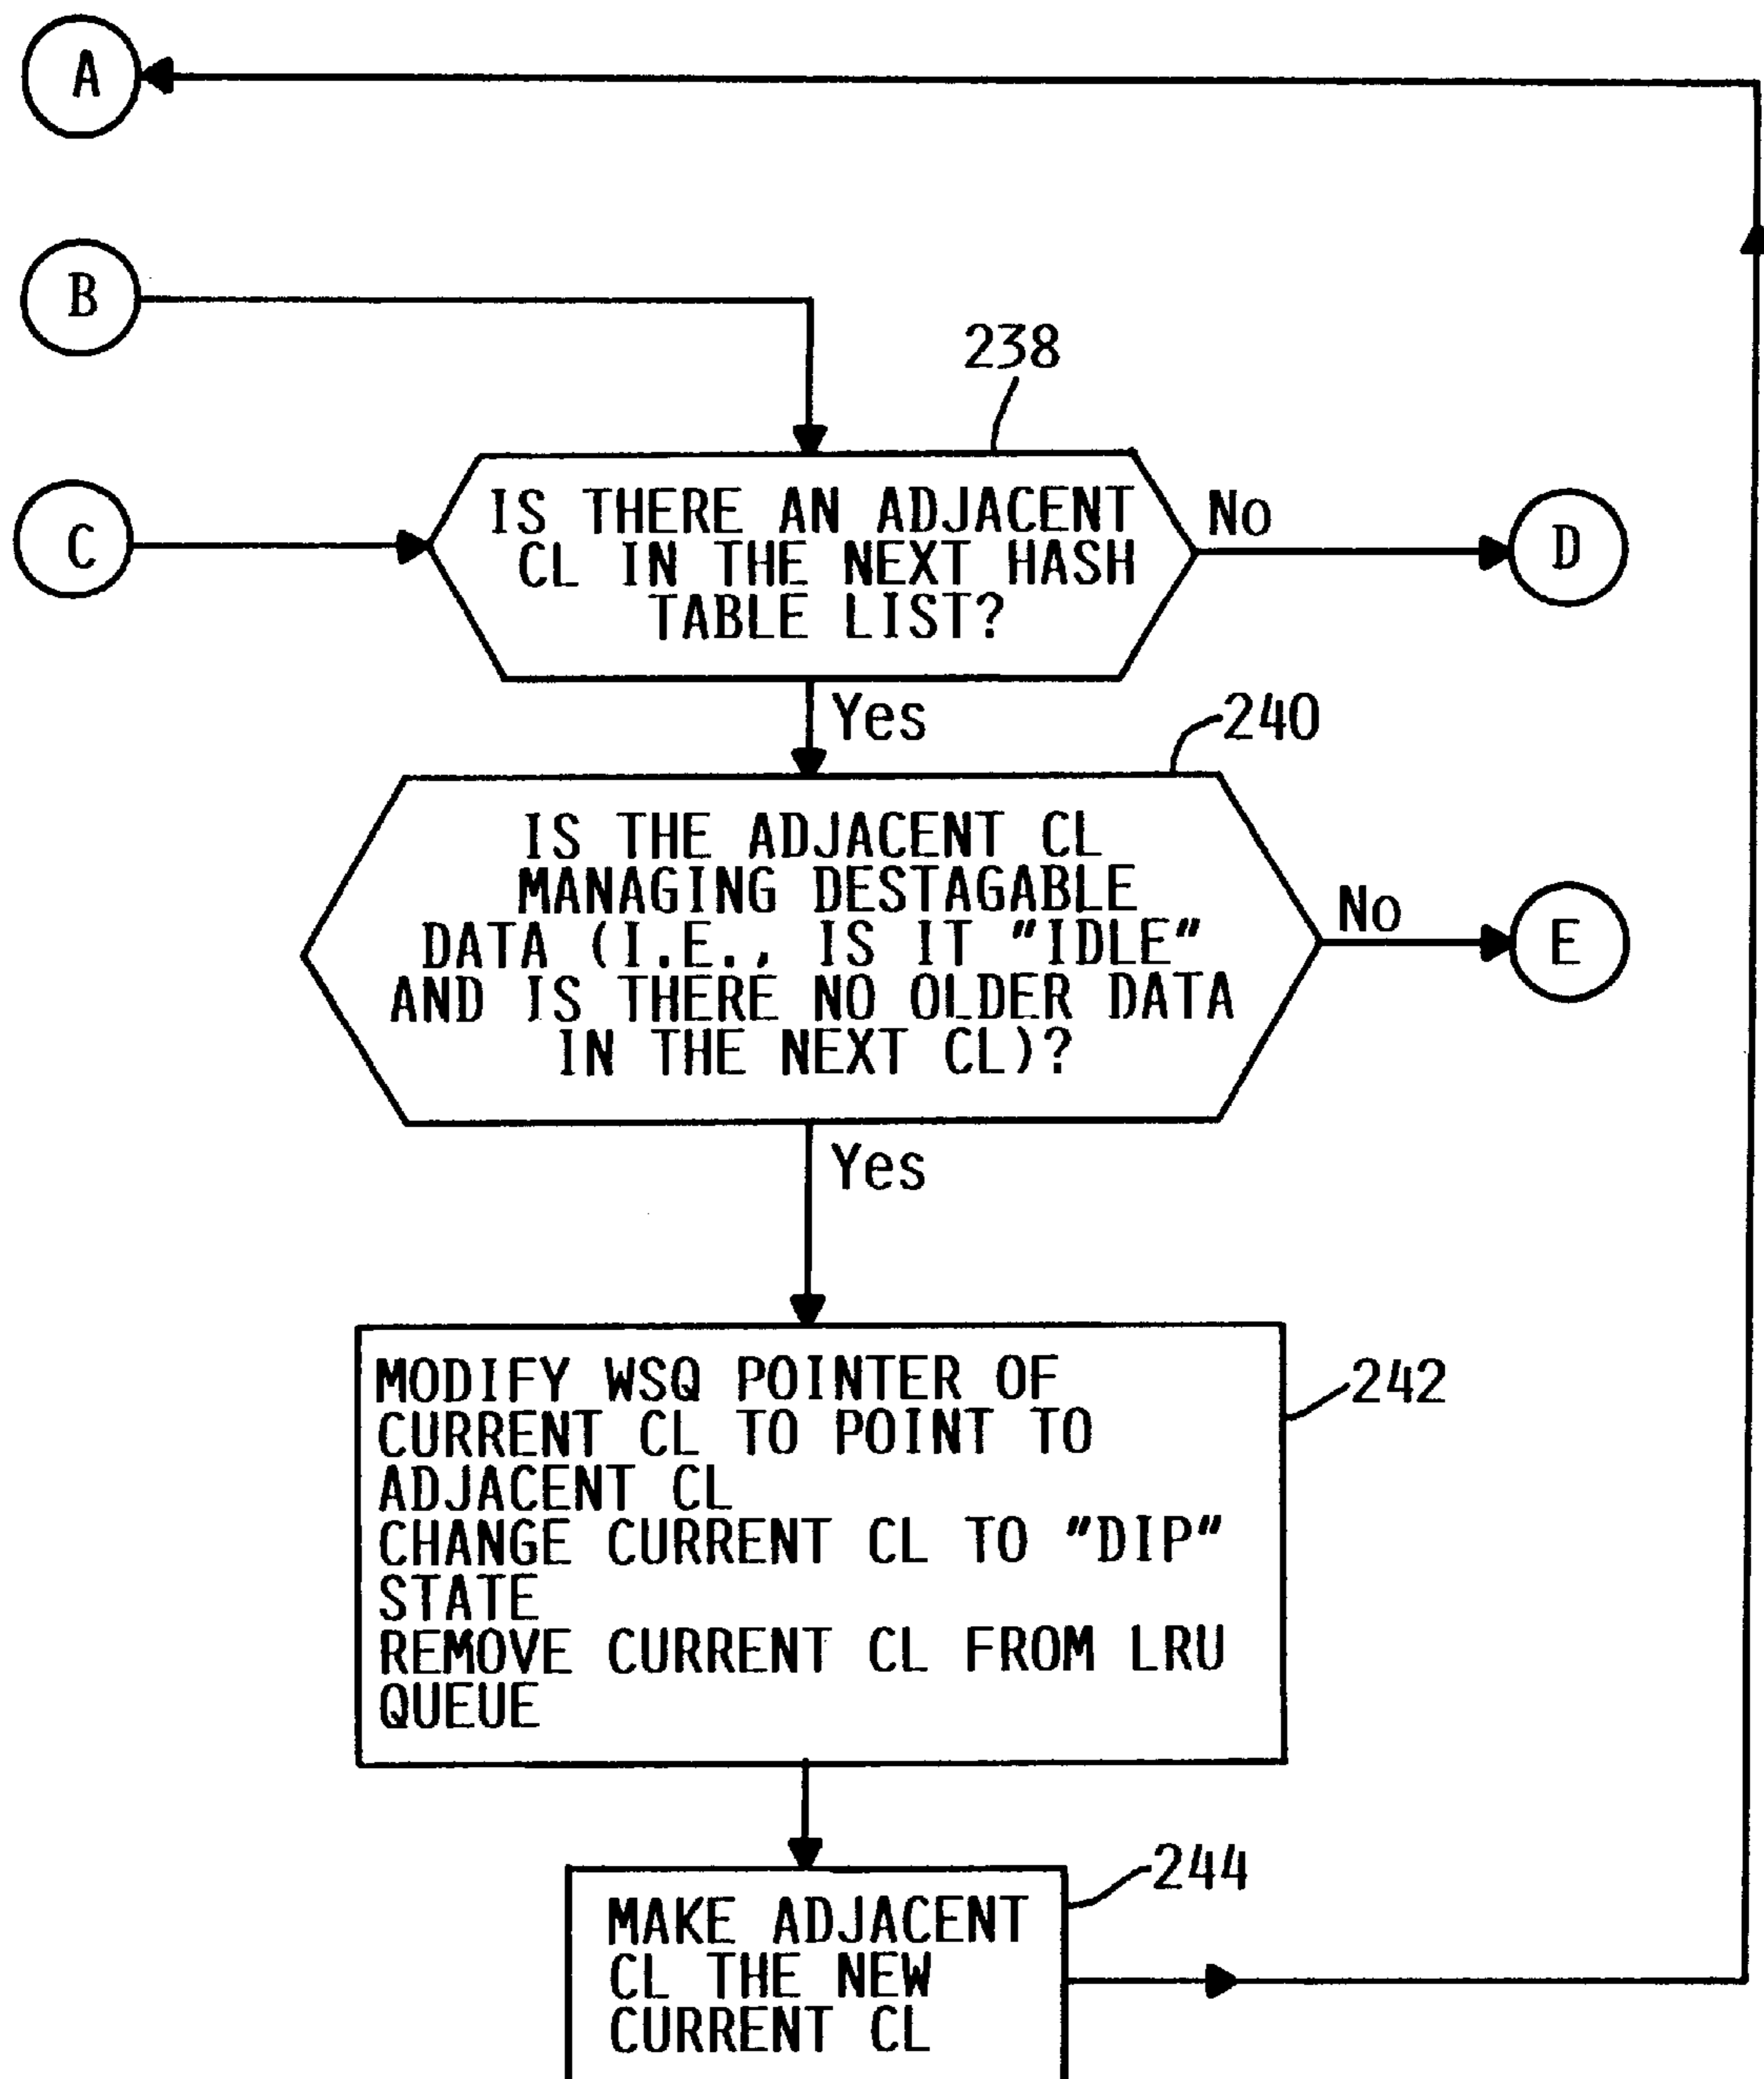 A
B
238
C
IS THERE AN ADJACENT
CL IN THE NEXT HASH
TABLE LIST?
No
D
Yes
240
IS THE ADJACENT CL
MANAGING DESTAGABLE
DATA (I.E., IS IT "IDLE"
AND IS THERE NO OLDER DATA
IN THE NEXT CL)?
No
E
Yes
MODIFY WSQ POINTER OF
CURRENT CL TO POINT TO
ADJACENT CL
CHANGE CURRENT CL TO "DIP"
STATE
REMOVE CURRENT CL FROM LRU
QUEUE
242
244
MAKE ADJACENT
CL THE NEW
CURRENT CL